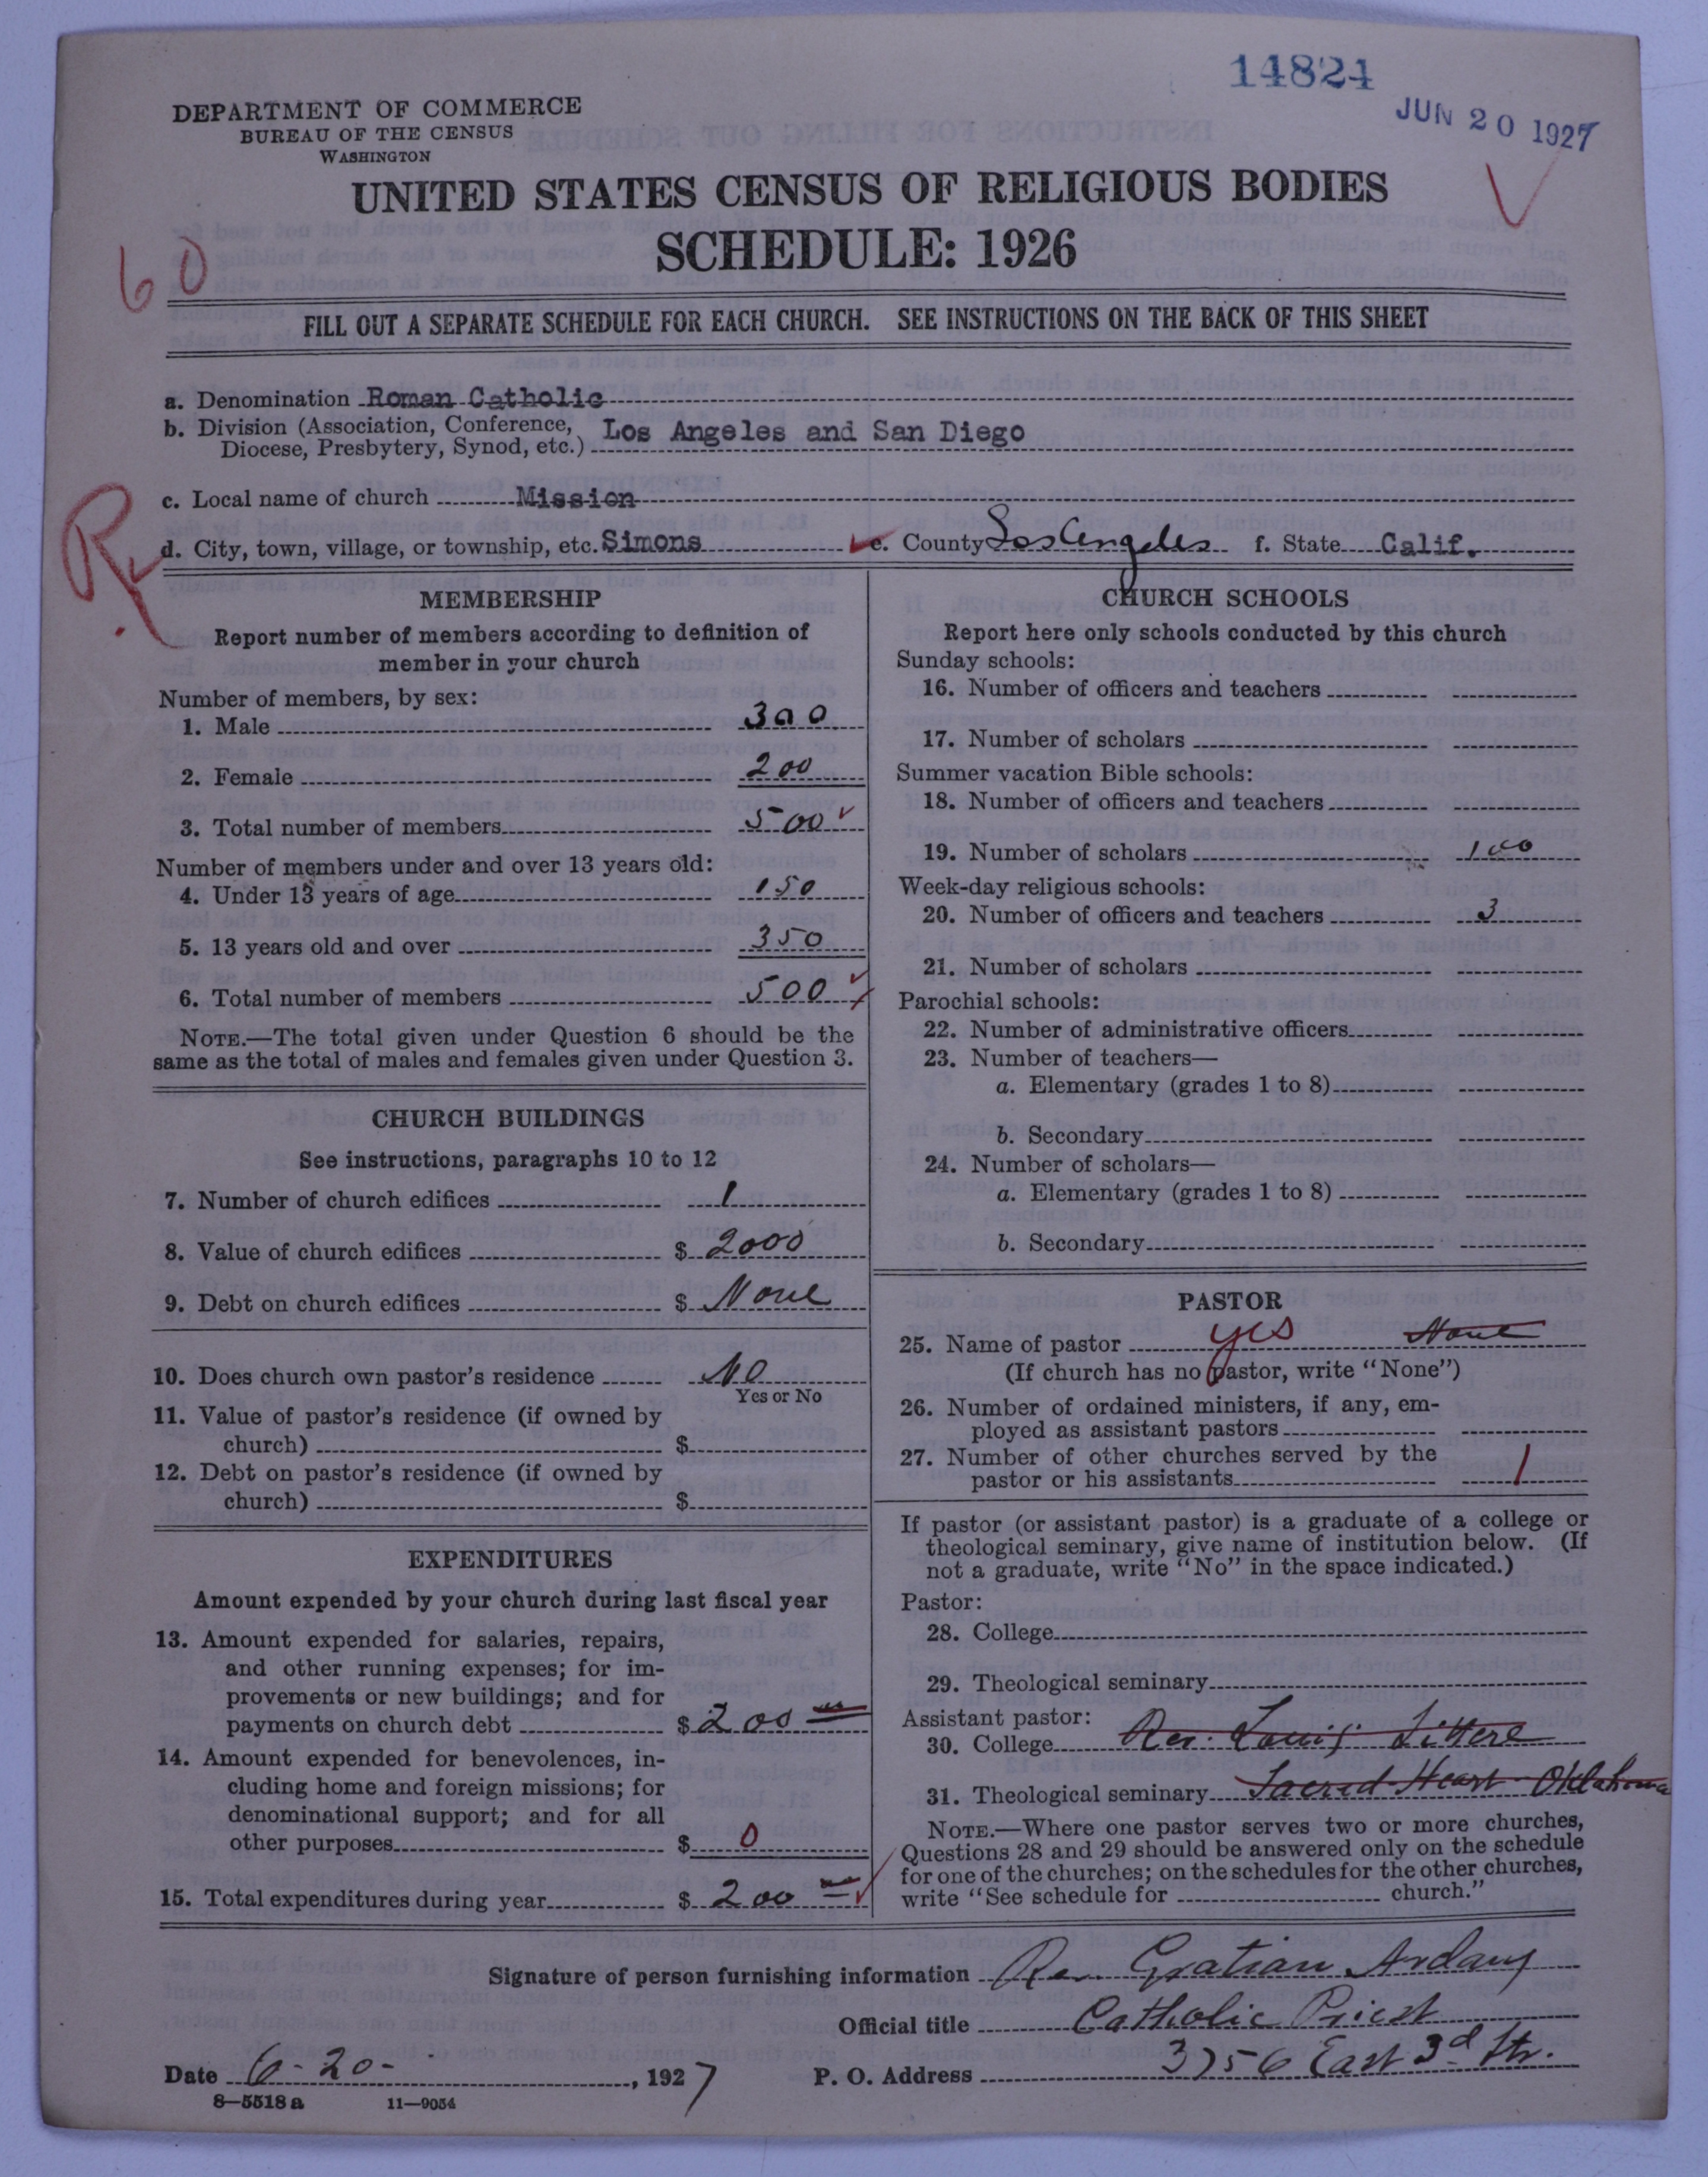 14824
JUN 20 1927
DEPARTMENT OF COMMERCE
BUREAU OF THE CENSUS
WASHINGTON
UNITED STATES CENSUS OF RELIGIOUS BODIES
SCHEDULE: 1926
60
FILL OUT A SEPARATE SCHEDULE FOR EACH CHURCH. SEE INSTRUCTIONS ON THE BACK OF THIS SHEET
a. Denomination Roman Catholic
b. Division (Association, Conference, Diocese, Presbytery, Synod, etc.) Los Angeles and San Diego
c. Local name of church Mission
d. City, town, village, or township, etc. Simons e. County Los Angeles f. State Calif.
MEMBERSHIP
Report number of members according to definition of
member in your church
Number of members, by sex:
1. Male 300
2. Female 200
3. Total number of members 500
Number of members under and over 13 years old:
4. Under 13 years of age 150
5. 13 years old and over 350
6. Total number of members 500
NOTE.—The total given under Question 6 should be the
same as the total of males and females given under Question 3.
CHURCH BUILDINGS
See instructions, paragraphs 10 to 12
7. Number of church edifices 1
8. Value of church edifices $ 2000
9. Debt on church edifices $ None
10. Does church own pastor's residence No
Yes or No
11. Value of pastor's residence (if owned by
church) $
12. Debt on pastor's residence (if owned by
church) $
EXPENDITURES
Amount expended by your church during last fiscal year
13. Amount expended for salaries, repairs,
and other running expenses; for im-
provements or new buildings; and for
payments on church debt $ 200
14. Amount expended for benevolences, in-
cluding home and foreign missions; for
denominational support; and for all
other purposes $ 0
15. Total expenditures during year $ 200
CHURCH SCHOOLS
Report here only schools conducted by this church
Sunday schools:
16. Number of officers and teachers
17. Number of scholars
Summer vacation Bible schools:
18. Number of officers and teachers
19. Number of scholars 100
Week-day religious schools:
20. Number of officers and teachers 3
21. Number of scholars
Parochial schools:
22. Number of administrative officers
23. Number of teachers—
a. Elementary (grades 1 to 8)
b. Secondary
24. Number of scholars—
a. Elementary (grades 1 to 8)
b. Secondary
PASTOR
25. Name of pastor yes None
(If church has no pastor, write "None")
26. Number of ordained ministers, if any, em-
ployed as assistant pastors
27. Number of other churches served by the
pastor or his assistants 1
If pastor (or assistant pastor) is a graduate of a college or
theological seminary, give name of institution below. (If
not a graduate, write "No" in the space indicated.)
Pastor:
28. College
29. Theological seminary
Assistant pastor:
30. College Rev. Louis
31. Theological seminary Sacred Heart Oklahoma
NOTE.—Where one pastor serves two or more churches,
Questions 28 and 29 should be answered only on the schedule
for one of the churches; on the schedules for the other churches,
write "See schedule for church."
Signature of person furnishing information Rev. Gratian Ardans
Official title Catholic Priest
Date 6-20-, 1927 P. O. Address 3756 East 3d Str.
8—5518 a 11—9054